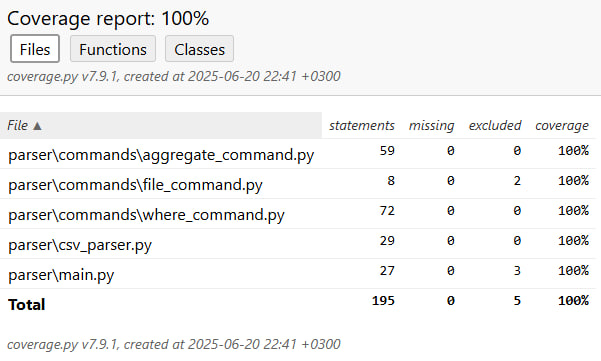 Coverage report: 100%
Files Functions Classes
coverage.py v7.9.1, created at 2025-06-20 22:41 +0300
File ▲ statements missing excluded coverage
parser\commands\aggregate_command.py 59 0 0 100%
parser\commands\file_command.py 8 0 2 100%
parser\commands\where_command.py 72 0 0 100%
parser\csv_parser.py 29 0 0 100%
parser\main.py 27 0 3 100%
Total 195 0 5 100%
coverage.py v7.9.1, created at 2025-06-20 22:41 +0300